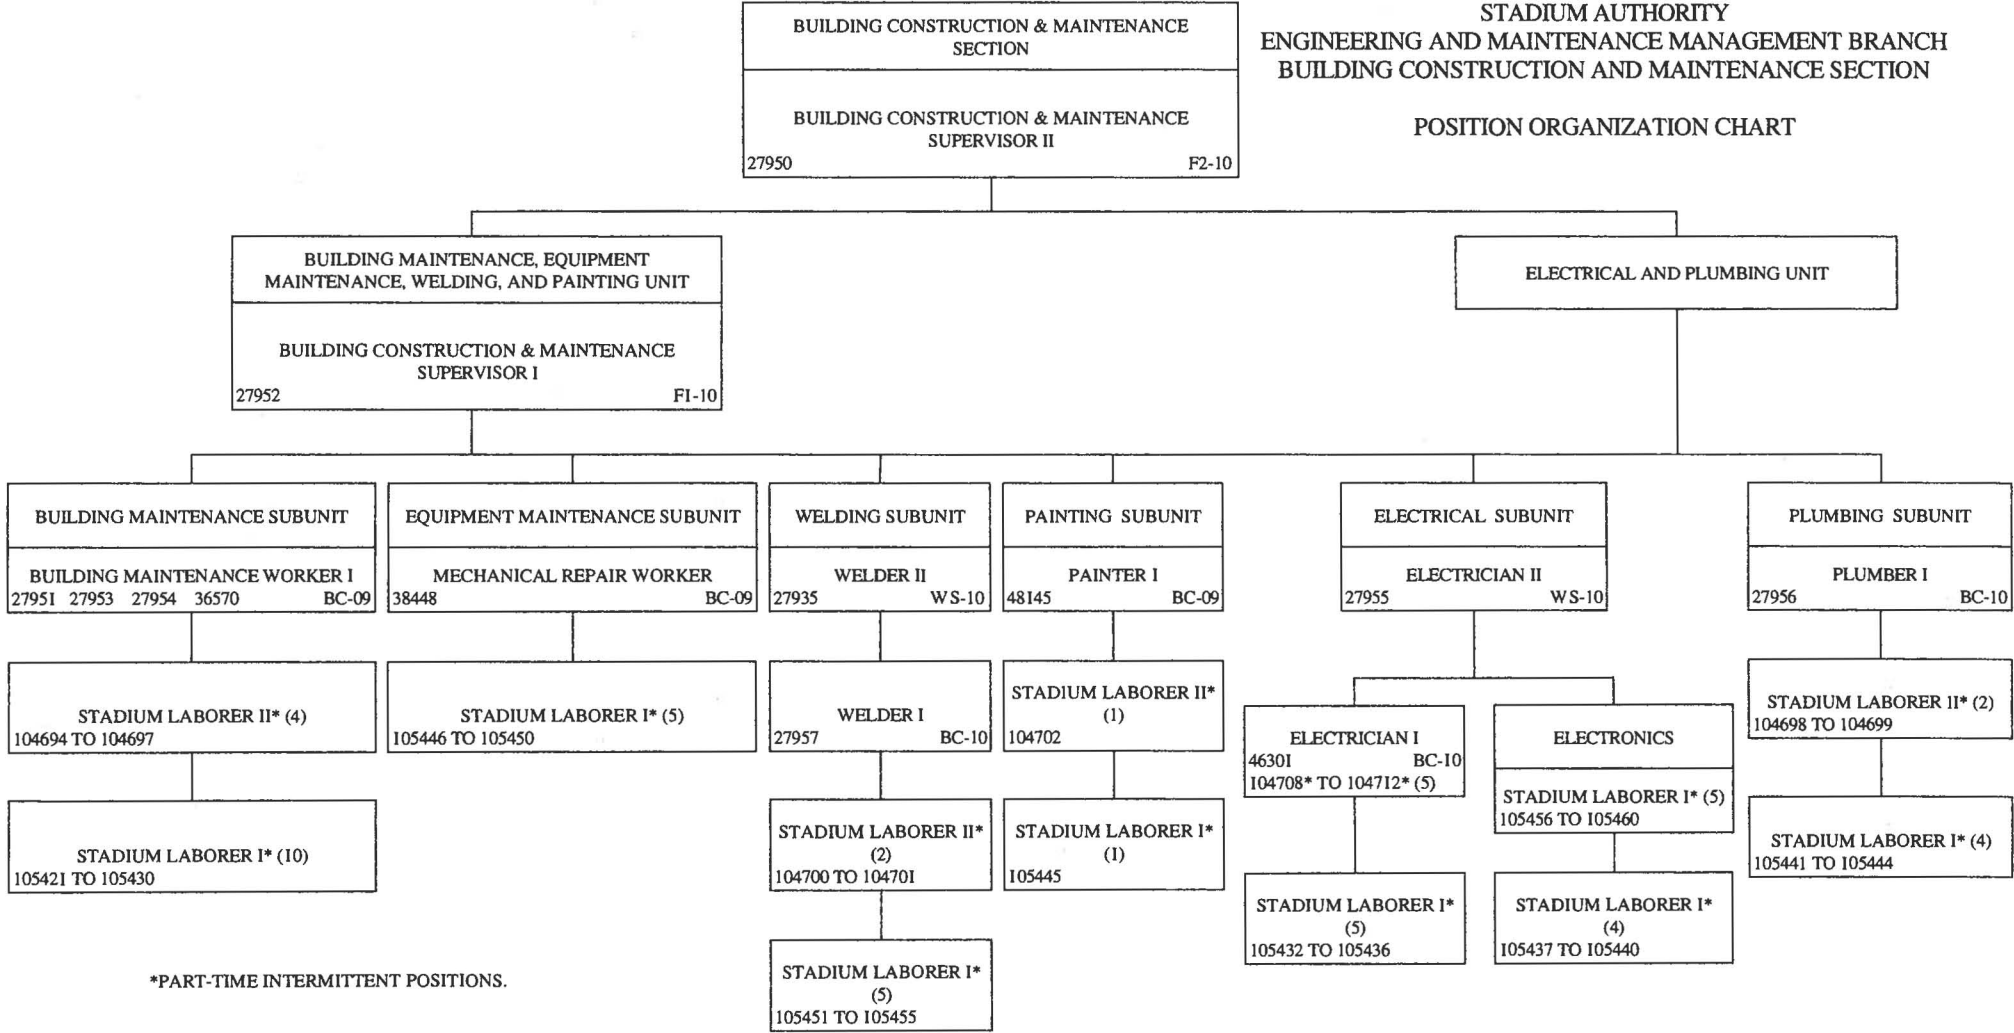 STADIUM AUTHORITY
ENGINEERING AND MAINTENANCE MANAGEMENT BRANCH
BUILDING CONSTRUCTION AND MAINTENANCE SECTION
POSITION ORGANIZATION CHART
BUILDING CONSTRUCTION & MAINTENANCE
SECTION
BUILDING CONSTRUCTION & MAINTENANCE
SUPERVISOR II
27950 F2-10
BUILDING MAINTENANCE, EQUIPMENT
MAINTENANCE, WELDING, AND PAINTING UNIT
BUILDING CONSTRUCTION & MAINTENANCE
SUPERVISOR I
27952 F1-10
ELECTRICAL AND PLUMBING UNIT
BUILDING MAINTENANCE SUBUNIT
BUILDING MAINTENANCE WORKER I
27951 27953 27954 36570 BC-09
STADIUM LABORER II* (4)
104694 TO 104697
STADIUM LABORER I* (10)
105421 TO 105430
EQUIPMENT MAINTENANCE SUBUNIT
MECHANICAL REPAIR WORKER
38448 BC-09
STADIUM LABORER I* (5)
105446 TO 105450
WELDING SUBUNIT
WELDER II
27935 WS-10
WELDER I
27957 BC-10
STADIUM LABORER II*
(2)
104700 TO 104701
STADIUM LABORER I*
(5)
105451 TO 105455
PAINTING SUBUNIT
PAINTER I
48145 BC-09
STADIUM LABORER II*
(1)
104702
STADIUM LABORER I*
(1)
105445
ELECTRICAL SUBUNIT
ELECTRICIAN II
27955 WS-10
ELECTRICIAN I
46301 BC-10
104708* TO 104712* (5)
STADIUM LABORER I*
(5)
105432 TO 105436
ELECTRONICS
STADIUM LABORER I* (5)
105456 TO 105460
STADIUM LABORER I*
(4)
105437 TO 105440
PLUMBING SUBUNIT
PLUMBER I
27956 BC-10
STADIUM LABORER II* (2)
104698 TO 104699
STADIUM LABORER I* (4)
105441 TO 105444
*PART-TIME INTERMITTENT POSITIONS.